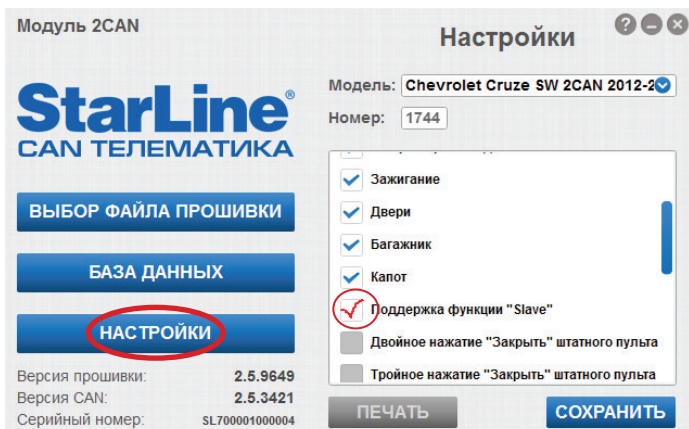 Модуль 2CAN
StarLine®
CAN ТЕЛЕМАТИКА
ВЫБОР ФАЙЛА ПРОШИВКИ
БАЗА ДАННЫХ
НАСТРОЙКИ
Версия прошивки: 2.5.9649
Версия CAN: 2.5.3421
Серийный номер: SL700001000004
Настройки
Модель: Chevrolet Cruze SW 2CAN 2012-2
Номер: 1744
Зажигание
Двери
Багажник
Капот
Поддержка функции "Slave"
Двойное нажатие "Закрыть" штатного пульта
Тройное нажатие "Закрыть" штатного пульта
ПЕЧАТЬ
СОХРАНИТЬ